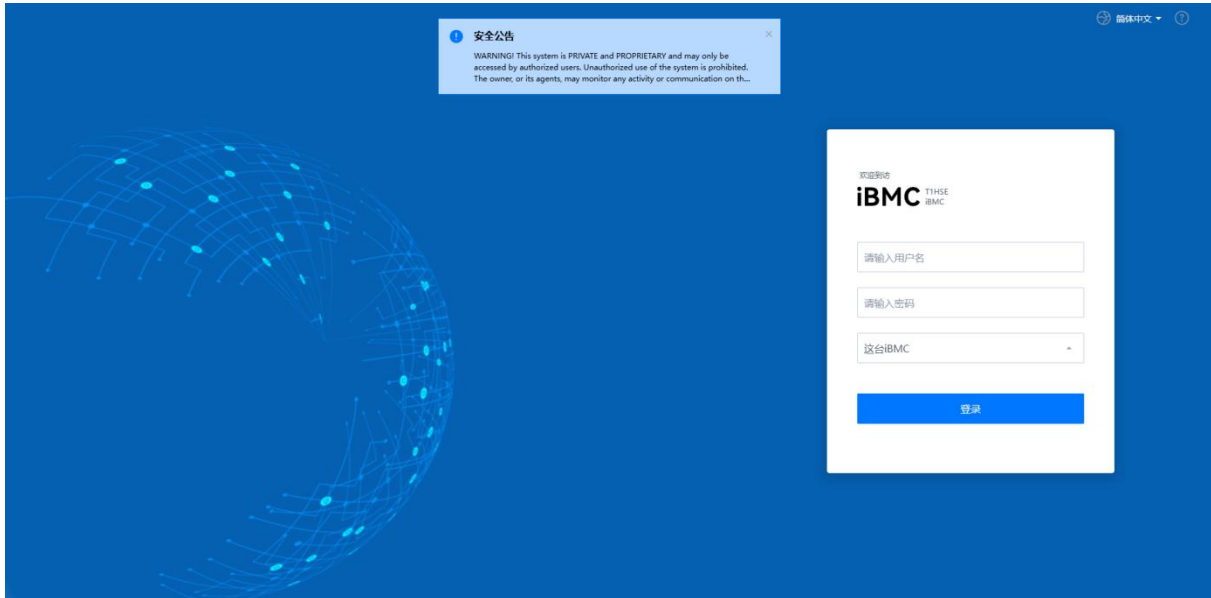 简体中文
安全公告
WARNING! This system is PRIVATE and PROPRIETARY and may only be
accessed by authorized users. Unauthorized use of the system is prohibited.
The owner, or its agents, may monitor any activity or communication on th...
欢迎到访
iBMC T1HSE
iBMC
请输入用户名
请输入密码
这台iBMC
登录